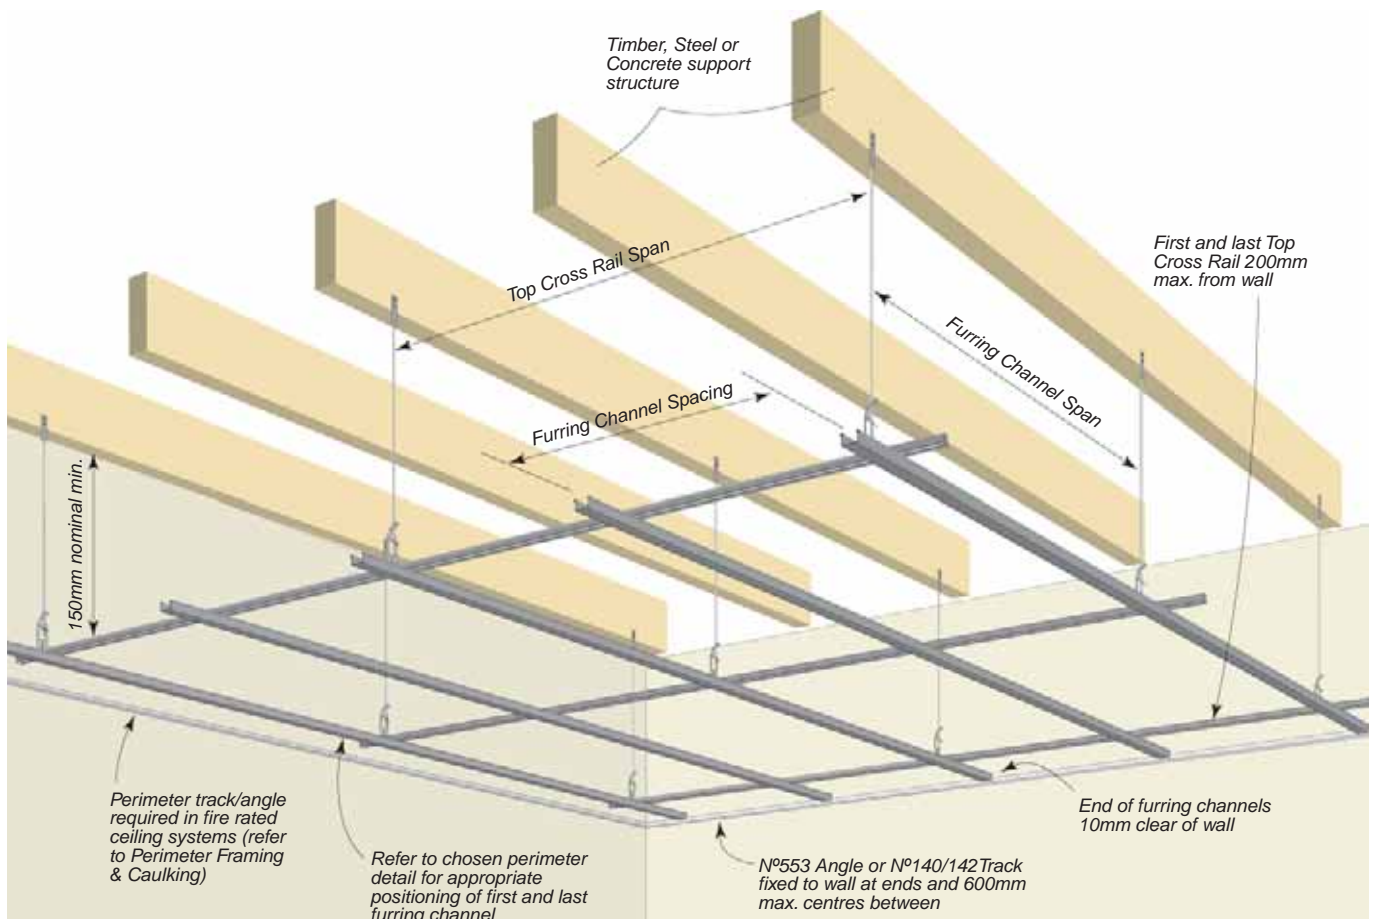 Timber, Steel or
Concrete support
structure
First and last Top
Cross Rail 200mm
max. from wall
Top Cross Rail Span
Furring Channel Span
Furring Channel Spacing
150mm nominal min.
Perimeter track/angle
required in fire rated
ceiling systems (refer
to Perimeter Framing
& Caulking)
Refer to chosen perimeter
detail for appropriate
positioning of first and last
furring channel
Nº553 Angle or Nº140/142Track
fixed to wall at ends and 600mm
max. centres between
End of furring channels
10mm clear of wall